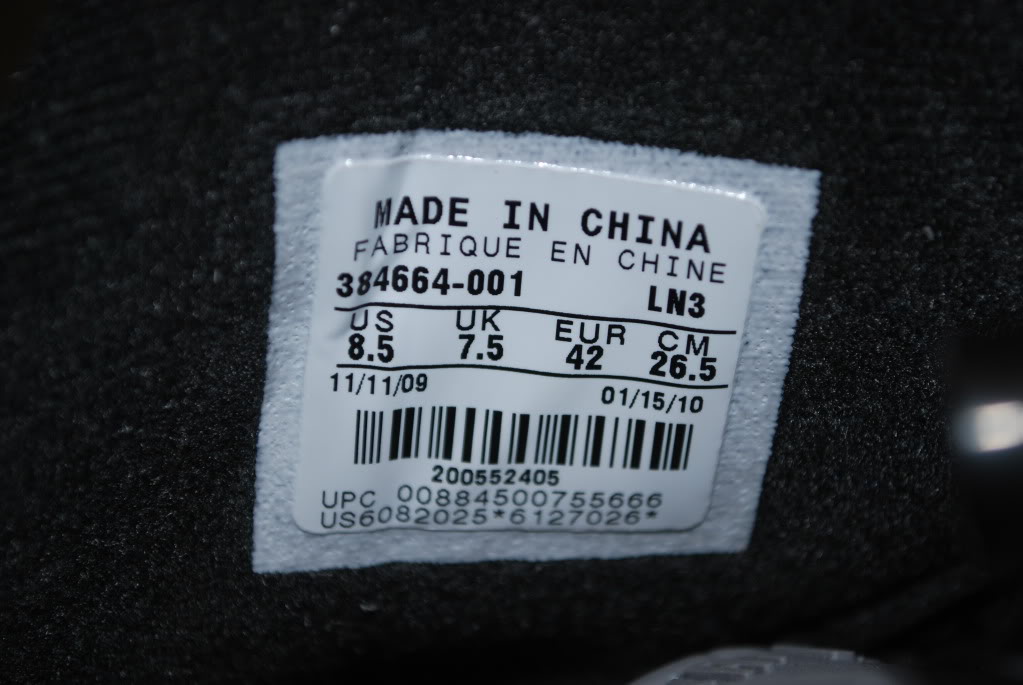 MADE IN CHINA
FABRIQUE EN CHINE
384664-001 LN3
US UK EUR CM
8.5 7.5 42 26.5
11/11/09 01/15/10
200552405
UPC 00884500755666
US6082025*6127026*